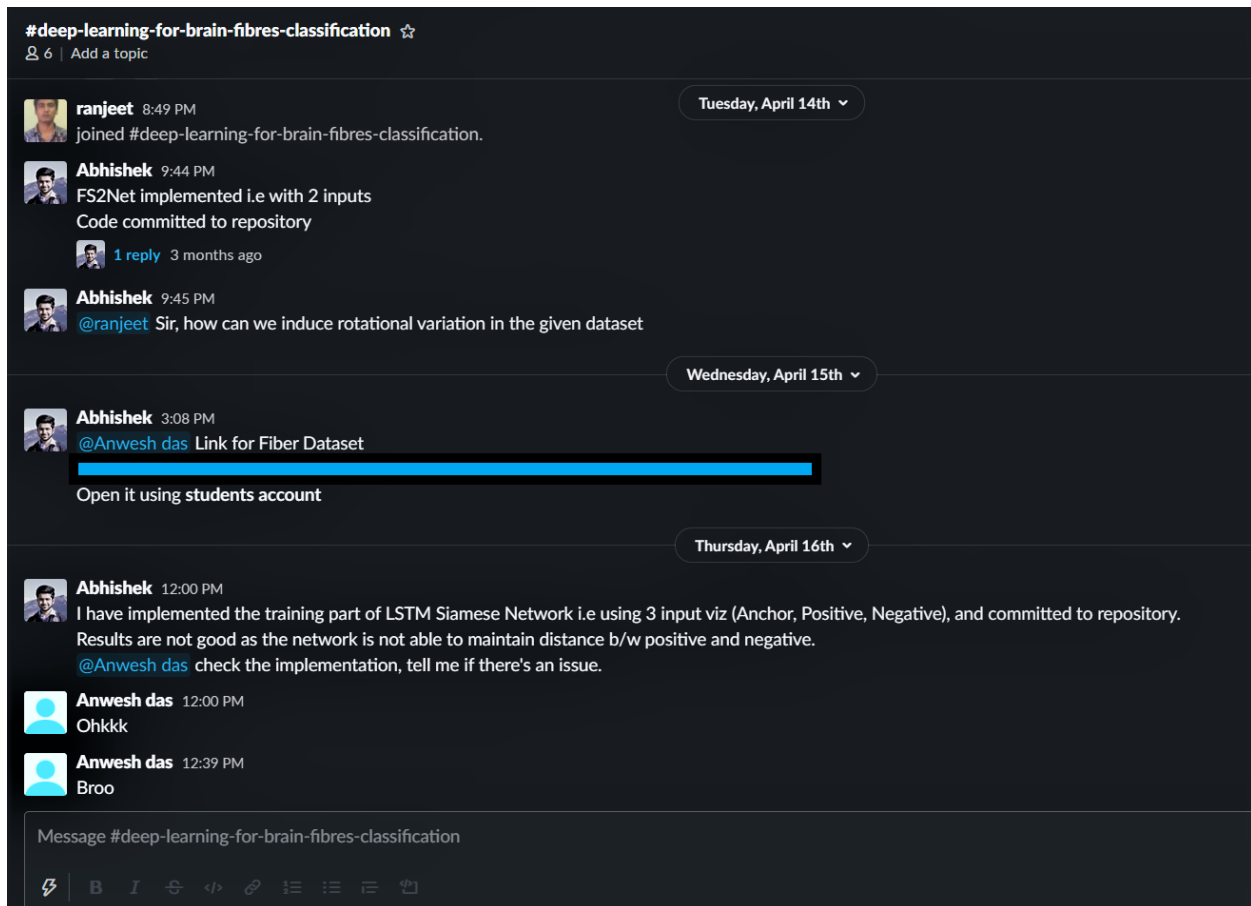 #deep-learning-for-brain-fibres-classification
6 | Add a topic
Tuesday, April 14th
ranjeet 8:49 PM
joined #deep-learning-for-brain-fibres-classification.
Abhishek 9:44 PM
FS2Net implemented i.e with 2 inputs
Code committed to repository
1 reply 3 months ago
Abhishek 9:45 PM
@ranjeet Sir, how can we induce rotational variation in the given dataset
Wednesday, April 15th
Abhishek 3:08 PM
@Anwesh das Link for Fiber Dataset
Open it using students account
Thursday, April 16th
Abhishek 12:00 PM
I have implemented the training part of LSTM Siamese Network i.e using 3 input viz (Anchor, Positive, Negative), and committed to repository.
Results are not good as the network is not able to maintain distance b/w positive and negative.
@Anwesh das check the implementation, tell me if there's an issue.
Anwesh das 12:00 PM
Ohkkk
Anwesh das 12:39 PM
Broo
Message #deep-learning-for-brain-fibres-classification
B I S </>